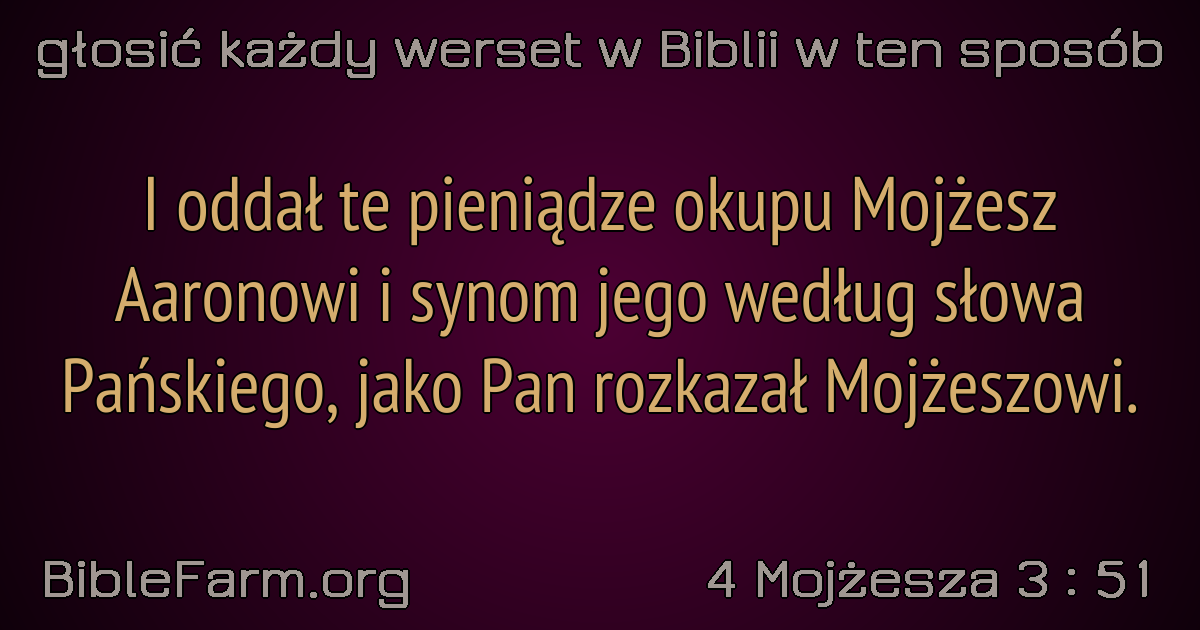 głosić każdy werset w Biblii w ten sposób
I oddał te pieniądze okupu Mojżesz
Aaronowi i synom jego według słowa
Pańskiego, jako Pan rozkazał Mojżeszowi.
BibleFarm.org
4 Mojżesza 3 : 51